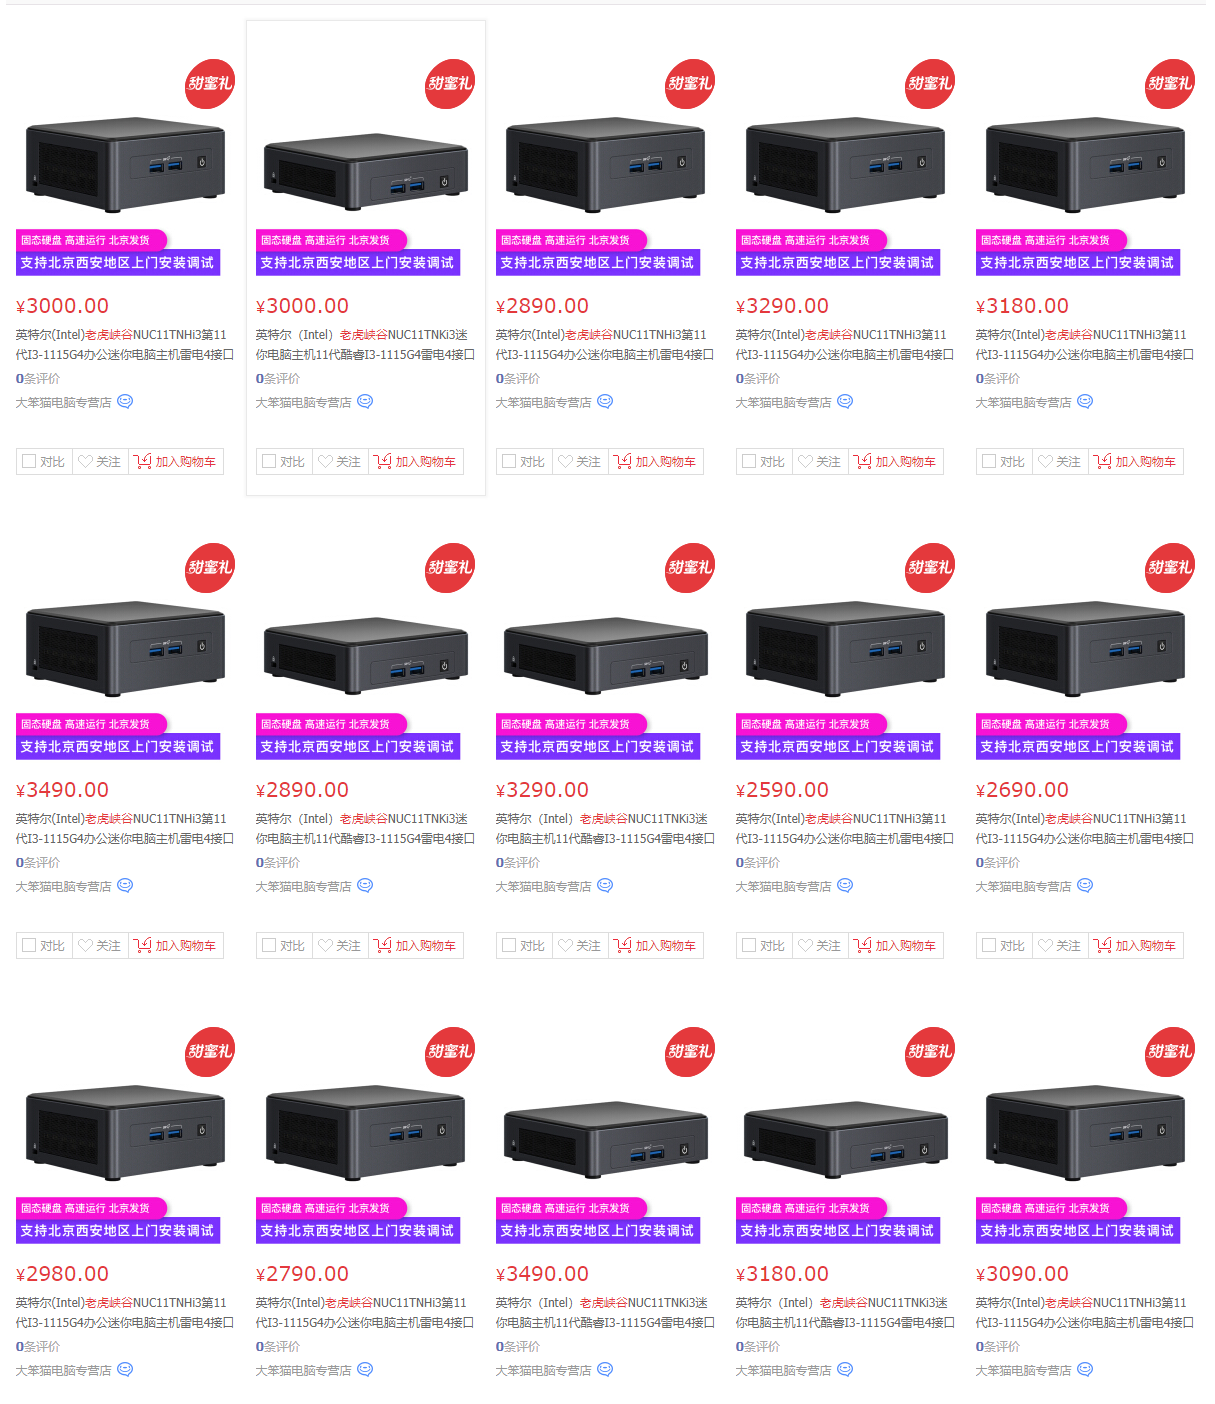 甜蜜礼
甜蜜礼
甜蜜礼
甜蜜礼
甜蜜礼
固态硬盘 高速运行 北京发货
支持北京西安地区上门安装调试
固态硬盘 高速运行 北京发货
支持北京西安地区上门安装调试
固态硬盘 高速运行 北京发货
支持北京西安地区上门安装调试
固态硬盘 高速运行 北京发货
支持北京西安地区上门安装调试
固态硬盘 高速运行 北京发货
支持北京西安地区上门安装调试
¥3000.00
英特尔(Intel)老虎峡谷NUC11TNHi3第11
代I3-1115G4办公迷你电脑主机雷电4接口
0条评价
大笨猫电脑专营店
对比 关注 加入购物车
¥3000.00
英特尔（Intel）老虎峡谷NUC11TNKi3迷
你电脑主机11代酷睿I3-1115G4雷电4接口
0条评价
大笨猫电脑专营店
对比 关注 加入购物车
¥2890.00
英特尔(Intel)老虎峡谷NUC11TNHi3第11
代I3-1115G4办公迷你电脑主机雷电4接口
0条评价
大笨猫电脑专营店
对比 关注 加入购物车
¥3290.00
英特尔(Intel)老虎峡谷NUC11TNHi3第11
代I3-1115G4办公迷你电脑主机雷电4接口
0条评价
大笨猫电脑专营店
对比 关注 加入购物车
¥3180.00
英特尔(Intel)老虎峡谷NUC11TNHi3第11
代I3-1115G4办公迷你电脑主机雷电4接口
0条评价
大笨猫电脑专营店
对比 关注 加入购物车
甜蜜礼
甜蜜礼
甜蜜礼
甜蜜礼
甜蜜礼
固态硬盘 高速运行 北京发货
支持北京西安地区上门安装调试
固态硬盘 高速运行 北京发货
支持北京西安地区上门安装调试
固态硬盘 高速运行 北京发货
支持北京西安地区上门安装调试
固态硬盘 高速运行 北京发货
支持北京西安地区上门安装调试
固态硬盘 高速运行 北京发货
支持北京西安地区上门安装调试
¥3490.00
英特尔(Intel)老虎峡谷NUC11TNHi3第11
代I3-1115G4办公迷你电脑主机雷电4接口
0条评价
大笨猫电脑专营店
对比 关注 加入购物车
¥2890.00
英特尔（Intel）老虎峡谷NUC11TNKi3迷
你电脑主机11代酷睿I3-1115G4雷电4接口
0条评价
大笨猫电脑专营店
对比 关注 加入购物车
¥3290.00
英特尔（Intel）老虎峡谷NUC11TNKi3迷
你电脑主机11代酷睿I3-1115G4雷电4接口
0条评价
大笨猫电脑专营店
对比 关注 加入购物车
¥2590.00
英特尔(Intel)老虎峡谷NUC11TNHi3第11
代I3-1115G4办公迷你电脑主机雷电4接口
0条评价
大笨猫电脑专营店
对比 关注 加入购物车
¥2690.00
英特尔(Intel)老虎峡谷NUC11TNHi3第11
代I3-1115G4办公迷你电脑主机雷电4接口
0条评价
大笨猫电脑专营店
对比 关注 加入购物车
甜蜜礼
甜蜜礼
甜蜜礼
甜蜜礼
甜蜜礼
固态硬盘 高速运行 北京发货
支持北京西安地区上门安装调试
固态硬盘 高速运行 北京发货
支持北京西安地区上门安装调试
固态硬盘 高速运行 北京发货
支持北京西安地区上门安装调试
固态硬盘 高速运行 北京发货
支持北京西安地区上门安装调试
固态硬盘 高速运行 北京发货
支持北京西安地区上门安装调试
¥2980.00
英特尔(Intel)老虎峡谷NUC11TNHi3第11
代I3-1115G4办公迷你电脑主机雷电4接口
0条评价
大笨猫电脑专营店
¥2790.00
英特尔(Intel)老虎峡谷NUC11TNHi3第11
代I3-1115G4办公迷你电脑主机雷电4接口
0条评价
大笨猫电脑专营店
¥3490.00
英特尔（Intel）老虎峡谷NUC11TNKi3迷
你电脑主机11代酷睿I3-1115G4雷电4接口
0条评价
大笨猫电脑专营店
¥3180.00
英特尔（Intel）老虎峡谷NUC11TNKi3迷
你电脑主机11代酷睿I3-1115G4雷电4接口
0条评价
大笨猫电脑专营店
¥3090.00
英特尔(Intel)老虎峡谷NUC11TNHi3第11
代I3-1115G4办公迷你电脑主机雷电4接口
0条评价
大笨猫电脑专营店